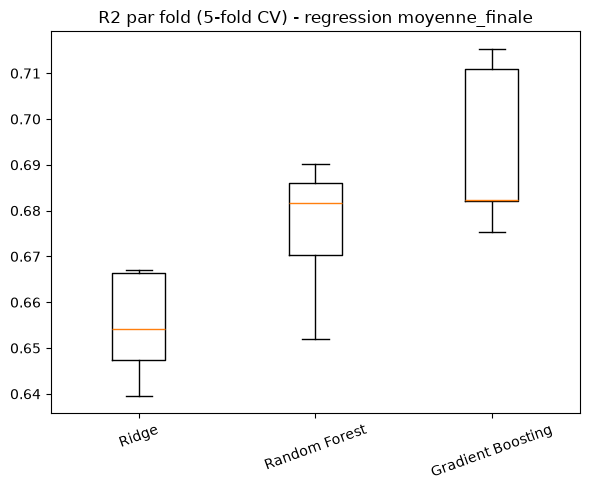 R2 par fold (5-fold CV) - regression moyenne_finale
0.71
0.70
0.69
0.68
0.67
0.66
0.65
0.64
Ridge
Random Forest
Gradient Boosting